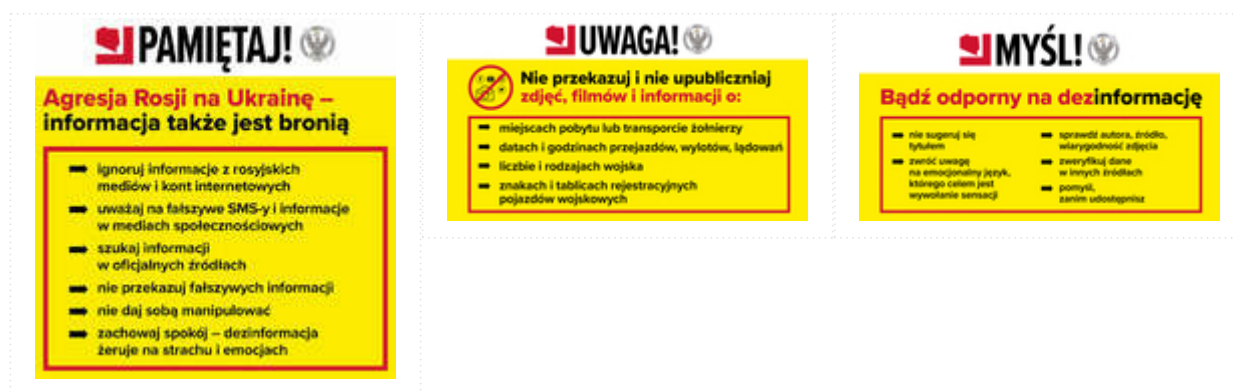 PAMIĘTAJ!
Agresja Rosji na Ukrainę –
informacja także jest bronią
ignoruj informacje z rosyjskich
mediów i kont internetowych
uważaj na fałszywe SMS-y i informacje
w mediach społecznościowych
szukaj informacji
w oficjalnych źródłach
nie przekazuj fałszywych informacji
nie daj sobą manipulować
zachowaj spokój – dezinformacja
żeruje na strachu i emocjach
UWAGA!
Nie przekazuj i nie upubliczniaj
zdjęć, filmów i informacji o:
miejscach pobytu lub transporcie żołnierzy
datach i godzinach przejazdów, wylotów, lądowań
liczbie i rodzajach wojska
znakach i tablicach rejestracyjnych
pojazdów wojskowych
MYŚL!
Bądź odporny na dezinformację
nie sugeruj się
tytułem
zwróć uwagę
na emocjonalny język,
którego celem jest
wywołanie sensacji
sprawdź autora, źródło,
wiarygodność zdjęcia
zweryfikuj dane
w innych źródłach
pomyśl,
zanim udostępnisz